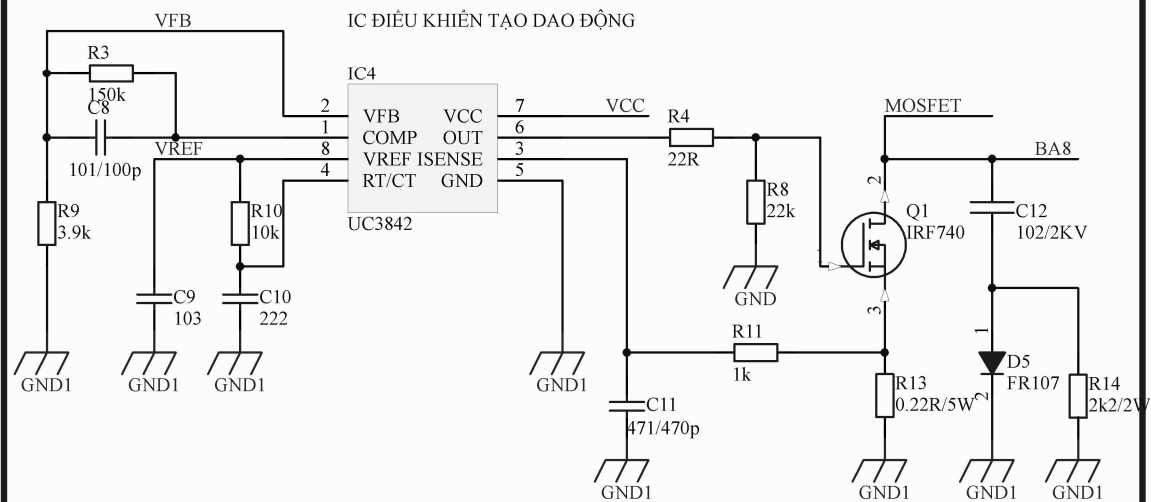 VFB
IC ĐIỀU KHIỂN TẠO DAO ĐỘNG
R3
150k
C8
101/100p
VREF
R9
3.9k
R10
10k
C9
103
C10
222
GND1
GND1
GND1
IC4
2
1
8
4
VFB
COMP
VREF
RT/CT
VCC
OUT
ISENSE
GND
7
6
3
5
UC3842
VCC
R4
22R
R8
22k
GND
GND1
R11
1k
C11
471/470p
GND1
MOSFET
BA8
2
Q1
IRF740
1
3
R13
0.22R/5W
GND1
C12
102/2KV
1
D5
FR107
2
GND1
R14
2k2/2W
GND1